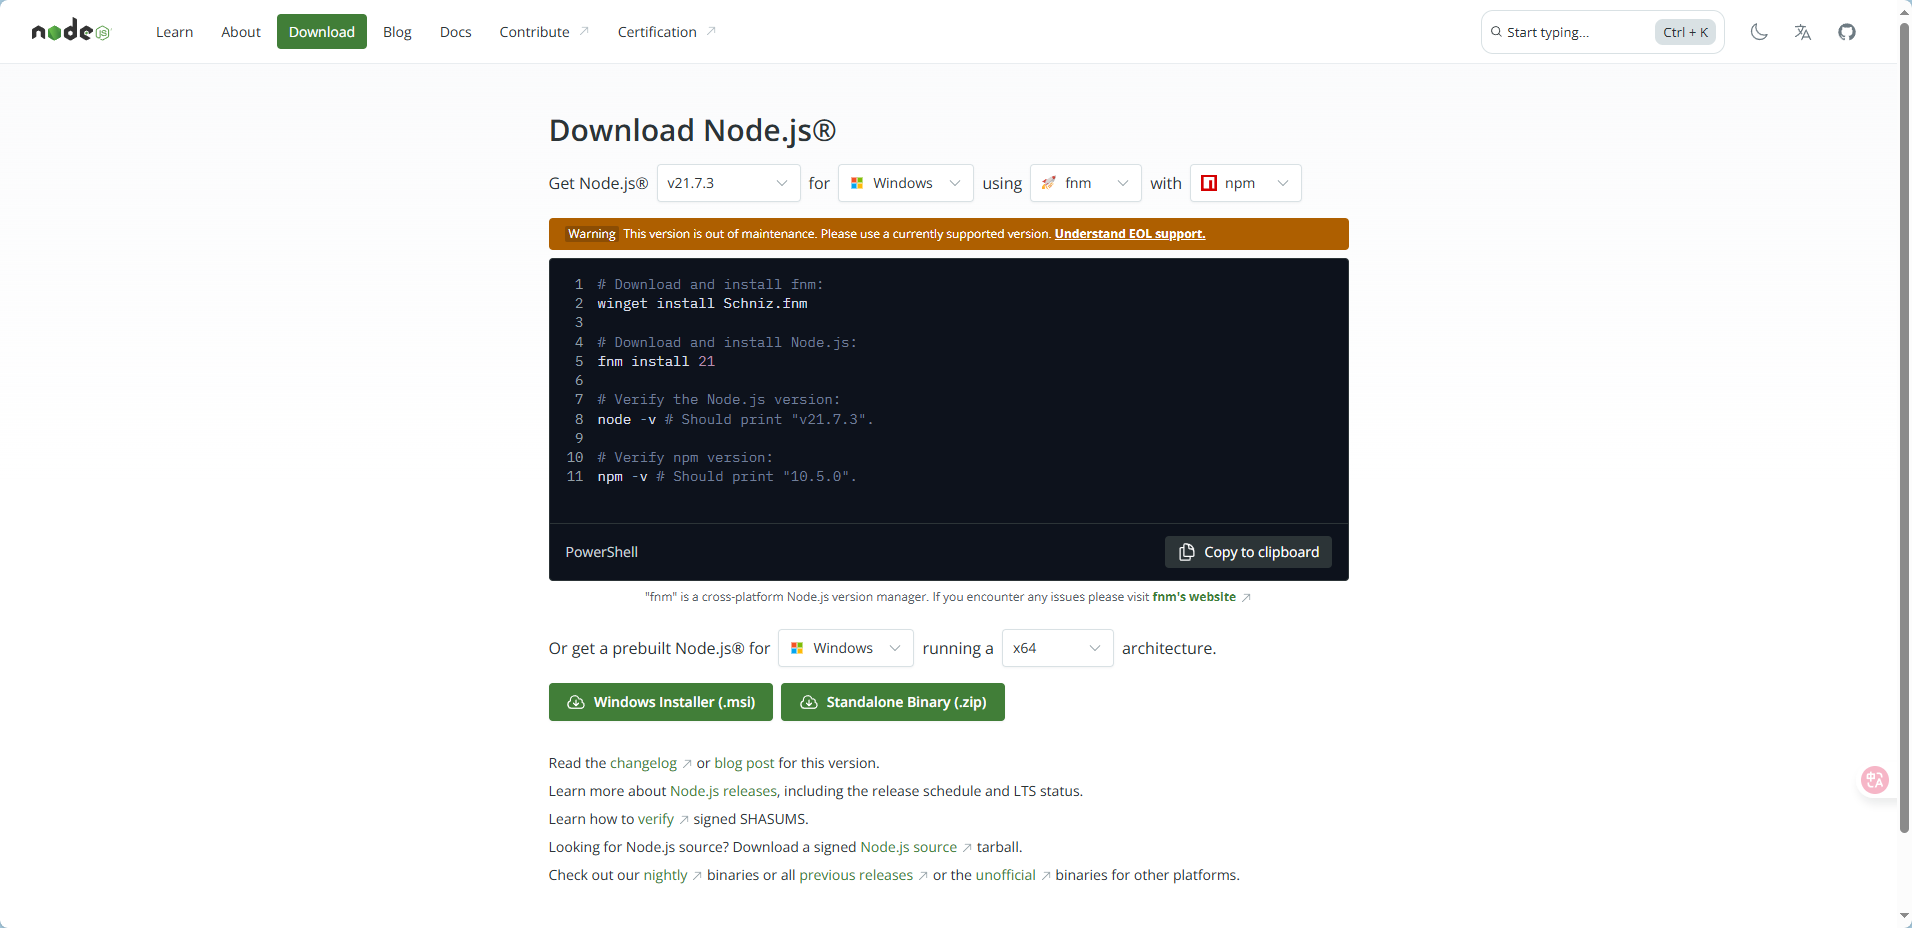 node js
Learn About Download Blog Docs Contribute Certification Start typing... Ctrl + K
Download Node.js®
Get Node.js® v21.7.3 for Windows using fnm with npm
Warning This version is out of maintenance. Please use a currently supported version. Understand EOL support.
1 # Download and install fnm:
2 winget install Schniz.fnm
3
4 # Download and install Node.js:
5 fnm install 21
6
7 # Verify the Node.js version:
8 node -v # Should print "v21.7.3".
9
10 # Verify npm version:
11 npm -v # Should print "10.5.0".
PowerShell Copy to clipboard
"fnm" is a cross-platform Node.js version manager. If you encounter any issues please visit fnm's website
Or get a prebuilt Node.js® for Windows running a x64 architecture.
Windows Installer (.msi) Standalone Binary (.zip)
Read the changelog or blog post for this version.
Learn more about Node.js releases, including the release schedule and LTS status.
Learn how to verify signed SHASUMS.
Looking for Node.js source? Download a signed Node.js source tarball.
Check out our nightly binaries or all previous releases or the unofficial binaries for other platforms.